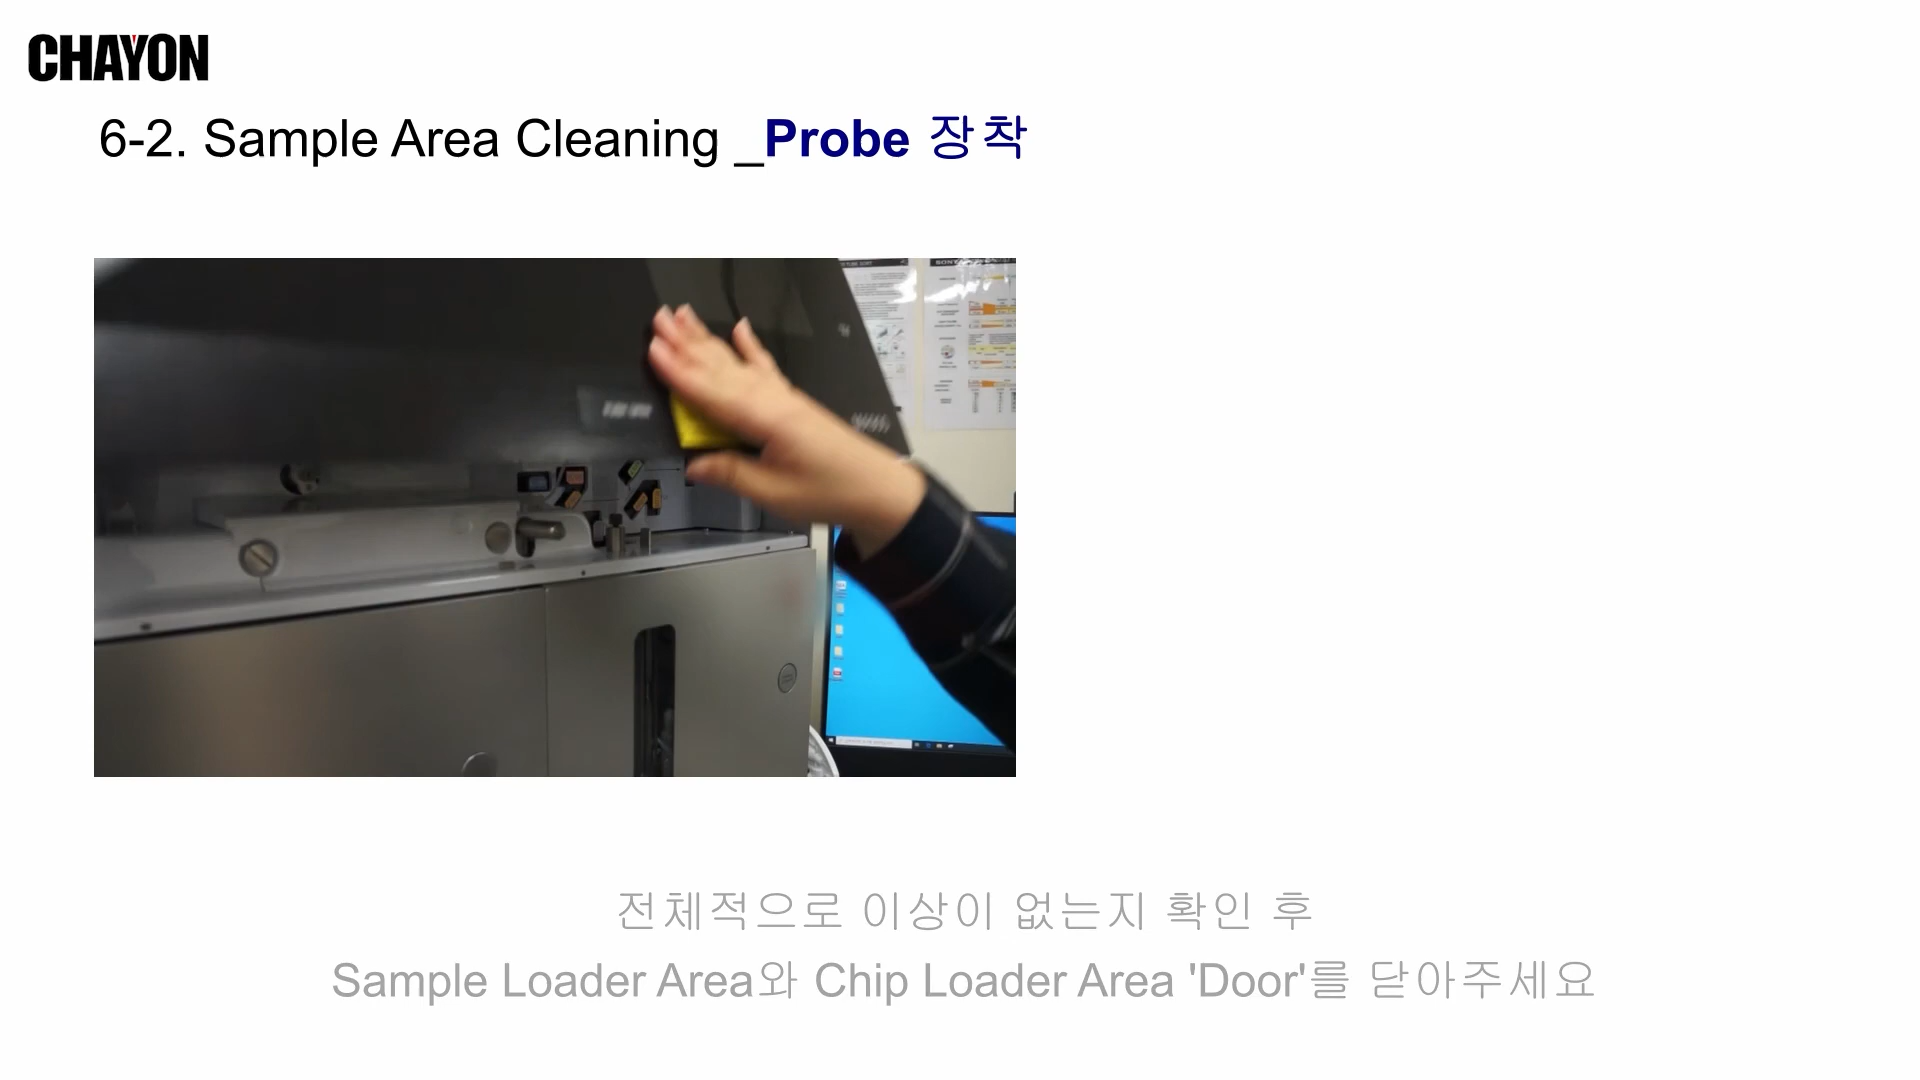 CHAYON
6-2. Sample Area Cleaning _Probe 장착
SONY
전체적으로 이상이 없는지 확인 후
Sample Loader Area와 Chip Loader Area 'Door'를 닫아주세요